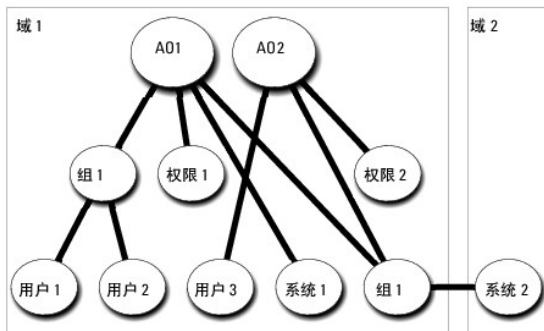 域 1
域 2
A01
A02
组 1
权限 1
权限 2
用户 1
用户 2
用户 3
系统 1
组 1
系统 2